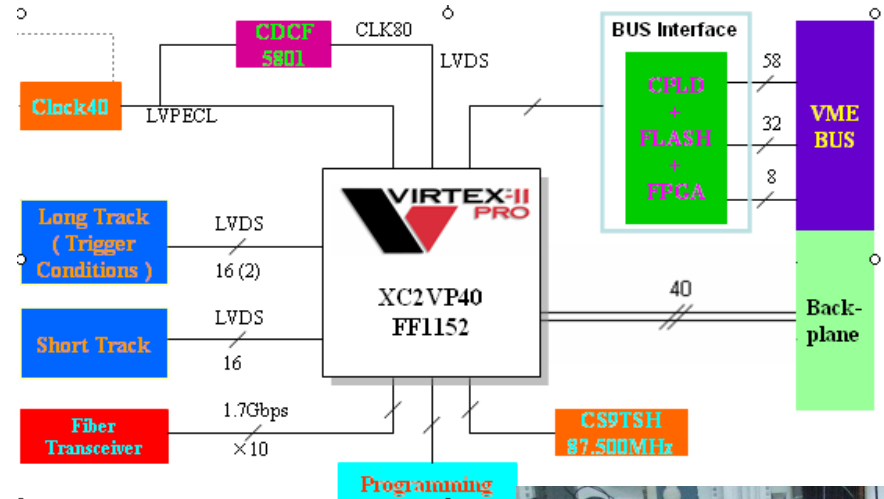 CDCF
5801
CLK80
LVDS
Clock40
LVPECL
BUS Interface
CPLD
+
FLASH
+
FPCA
58
32
8
VME
BUS
Long Track
( Trigger
Conditions )
LVDS
16 (2)
VIRTEX-II
PRO
XC2VP40
FF1152
40
Back-
plane
Short Track
LVDS
16
Fiber
Transceiver
1.7Gbps
×10
CS9TSH
87.500MHz
Programming